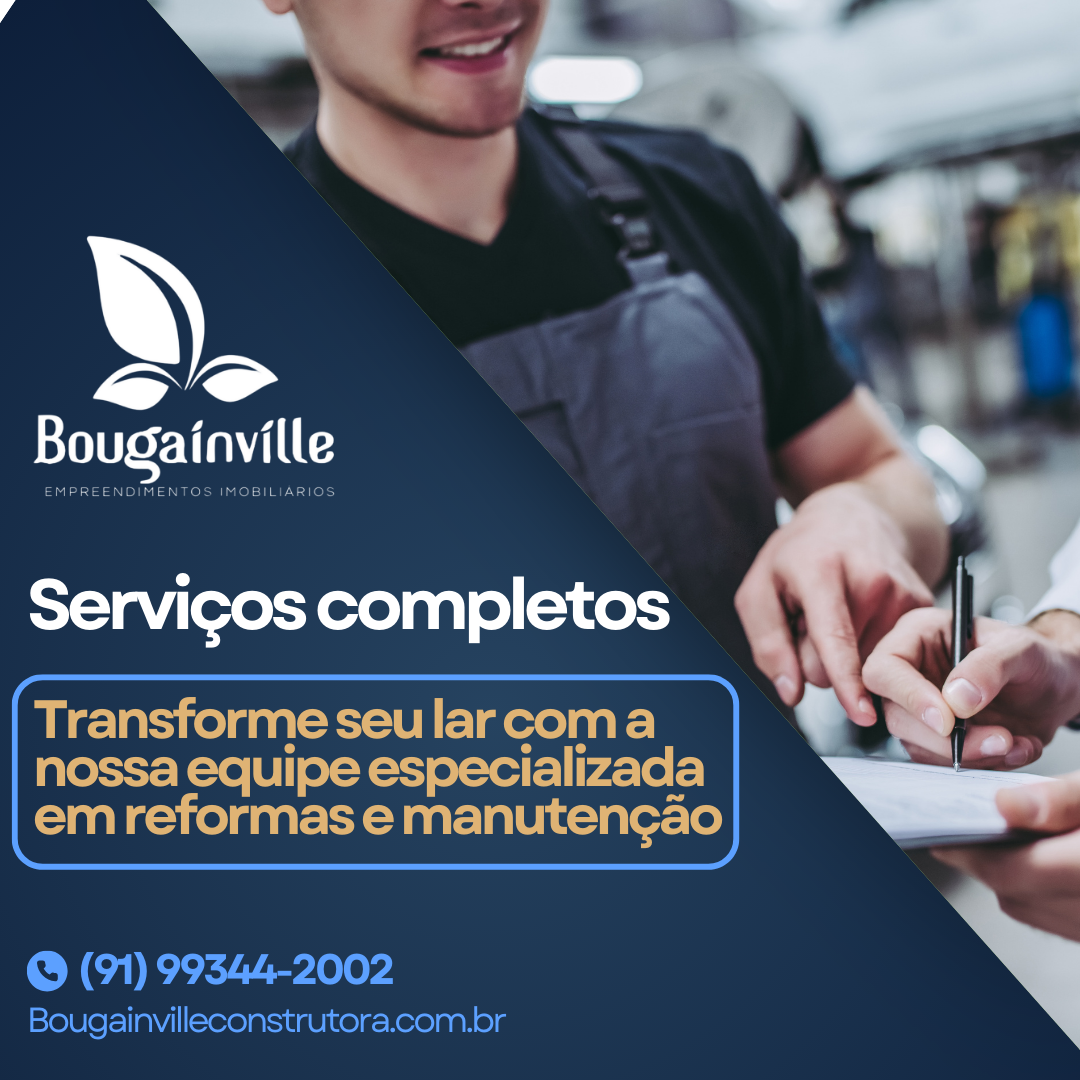 Bougainville
EMPREENDIMENTOS IMOBILIÁRIOS
Serviços completos
Transforme seu lar com a
nossa equipe especializada
em reformas e manutenção
(91) 99344-2002
Bougainvilleconstrutora.com.br